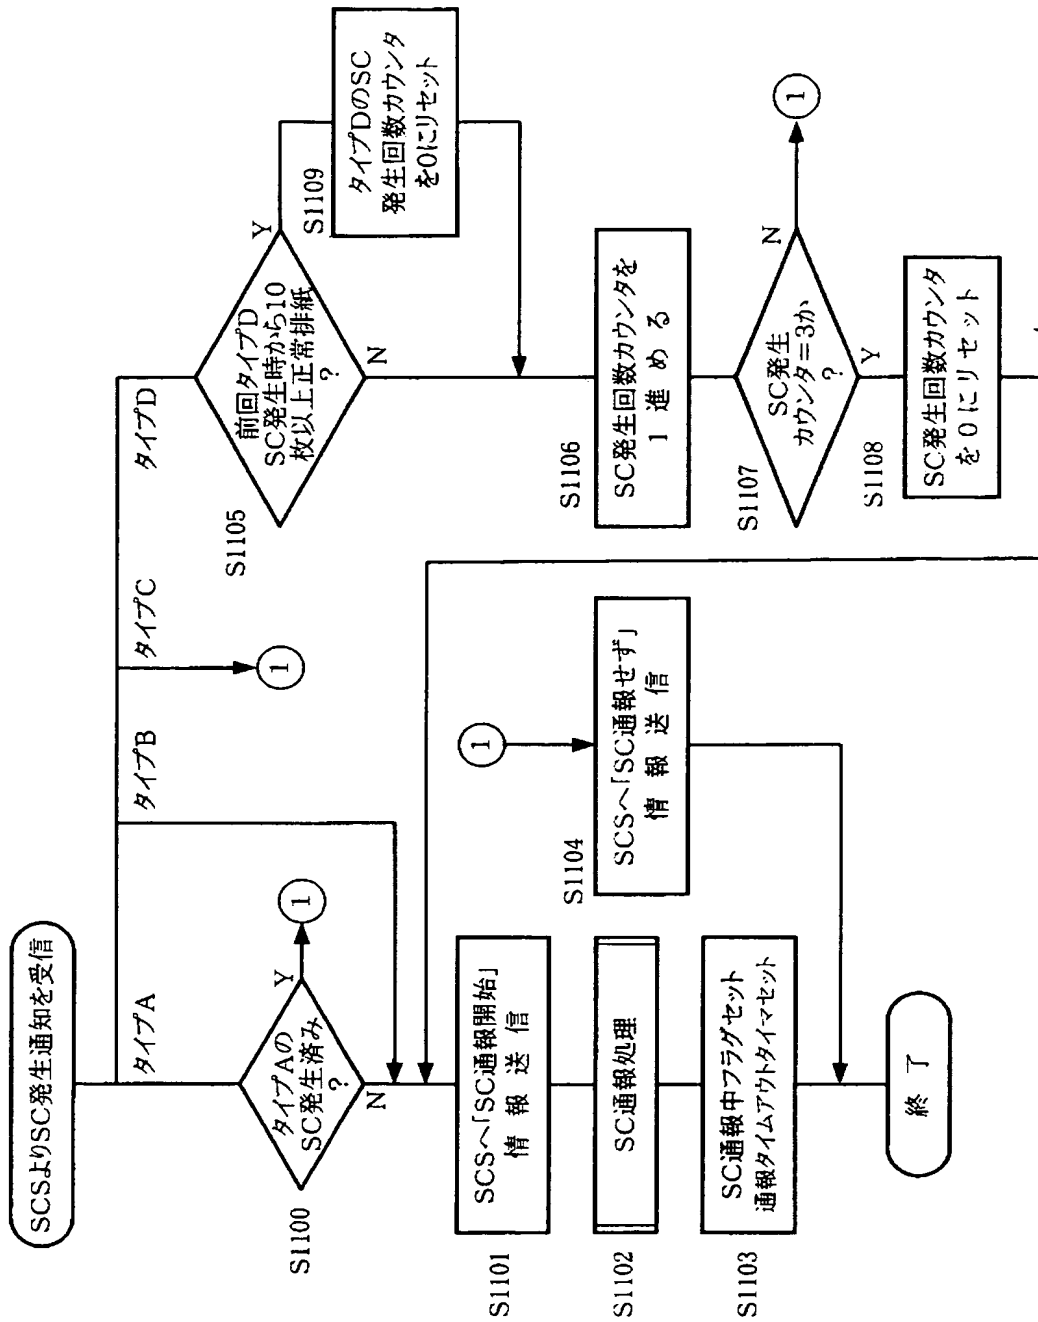 SCSよりSC発生通知を受信
タイプA
タイプB
タイプC
タイプD
S1100
タイプAの
SC発生済み
?
Y
N
1
1
S1105
前回タイプD
SC発生時から10
枚以上正常排紙
?
Y
N
S1109
タイプDのSC
発生回数カウンタ
を0にリセット
S1101
SCSへ「SC通報開始」
情報送信
S1102
SC通報処理
S1103
SC通報中フラグセット
通報タイムアウトタイマセット
1
S1104
SCSへ「SC通報せず」
情報送信
S1106
SC発生回数カウンタを
1進める
S1107
SC発生
カウンタ=3か
?
N
1
Y
S1108
SC発生回数カウンタ
を0にリセット
終了